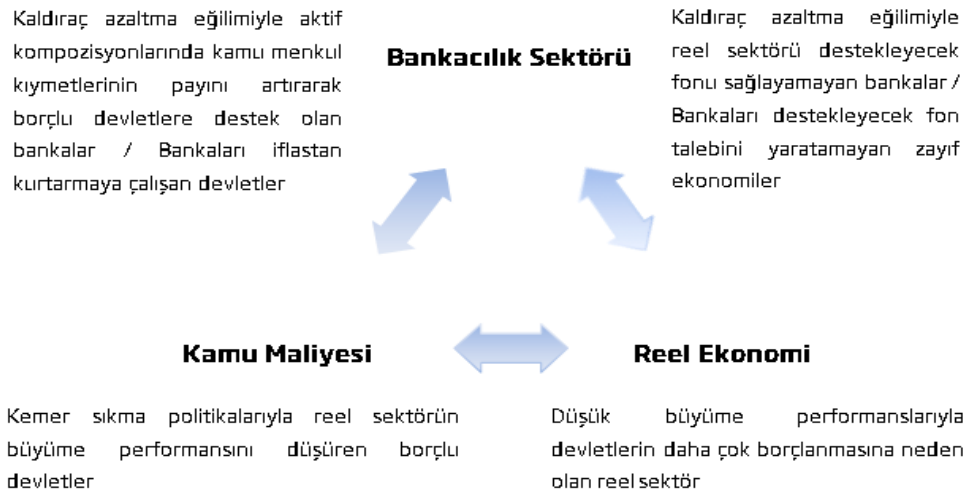 Kaldıraç azaltma eğilimiyle aktif
kompozisyonlarında kamu menkul
kıymetlerinin payını artırarak
borçlu devletlere destek olan
bankalar / Bankaları iflastan
kurtarmaya çalışan devletler
Bankacılık Sektörü
Kaldıraç azaltma eğilimiyle
reel sektörü destekleyecek
fonu sağlayamayan bankalar /
Bankaları destekleyecek fon
talebini yaratamayan zayıf
ekonomiler
Kamu Maliyesi
Kemer sıkma politikalarıyla reel sektörün
büyüme performansını düşüren borçlu
devletler
Reel Ekonomi
Düşük büyüme performanslarıyla
devletlerin daha çok borçlanmasına neden
olan reel sektör